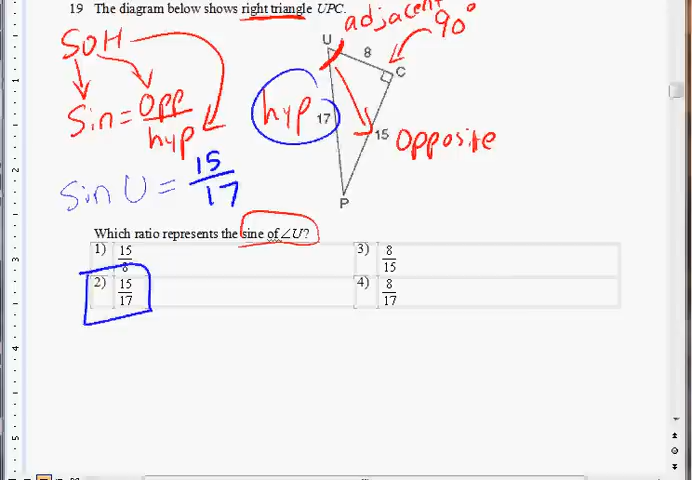 19 The diagram below shows right triangle UPC.
adjacent
90°
SOH
U
8
C
Sin = Opp
hyp
hyp
17
15
Opposite
Sin U = 15
17
P
Which ratio represents the sine of ∠U?
1) 15
8
3) 8
15
2) 15
17
4) 8
17